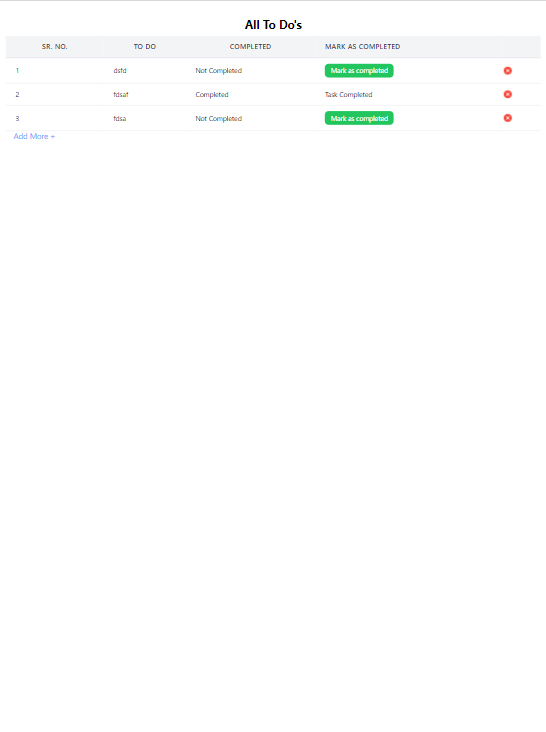 All To Do's
SR. NO. TO DO COMPLETED MARK AS COMPLETED
1 dsfd Not Completed Mark as completed
2 fdsaf Completed Task Completed
3 fdsa Not Completed Mark as completed
Add More +